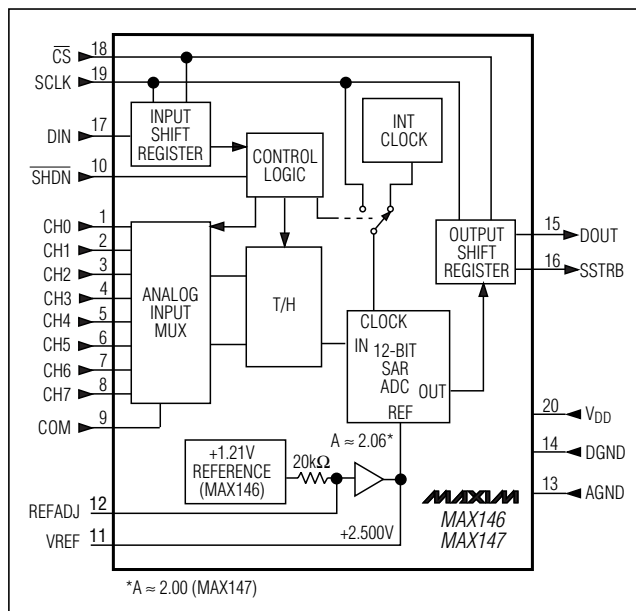 CS 18
SCLK 19
DIN 17
SHDN 10
CH0 1
CH1 2
CH2 3
CH3 4
CH4 5
CH5 6
CH6 7
CH7 8
COM 9
REFADJ 12
VREF 11
INPUT
SHIFT
REGISTER
CONTROL
LOGIC
INT
CLOCK
ANALOG
INPUT
MUX
T/H
CLOCK
IN
12-BIT
SAR
ADC
OUT
REF
OUTPUT
SHIFT
REGISTER
15 DOUT
16 SSTRB
20 VDD
14 DGND
13 AGND
+1.21V
REFERENCE
(MAX146)
20kΩ
A ≈ 2.06*
+2.500V
MAXIM
MAX146
MAX147
*A ≈ 2.00 (MAX147)